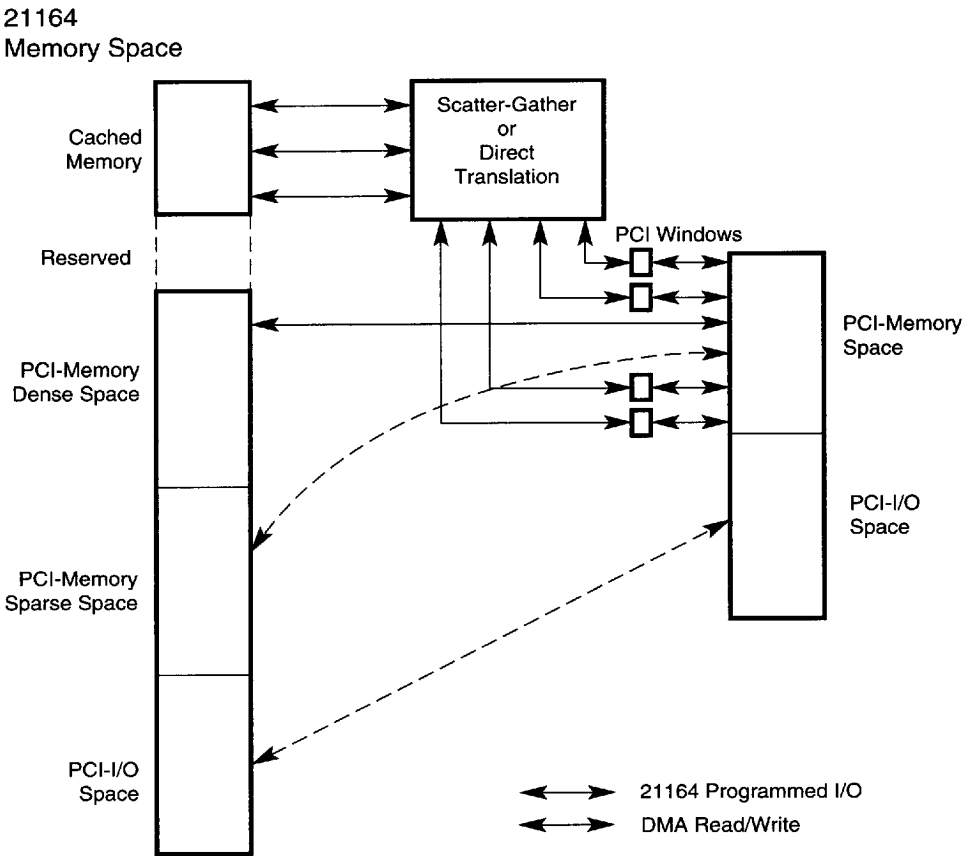 21164
Memory Space
Cached
Memory
Scatter-Gather
or
Direct
Translation
Reserved
PCI Windows
PCI-Memory
Space
PCI-Memory
Dense Space
PCI-I/O
Space
PCI-Memory
Sparse Space
PCI-I/O
Space
21164 Programmed I/O
DMA Read/Write